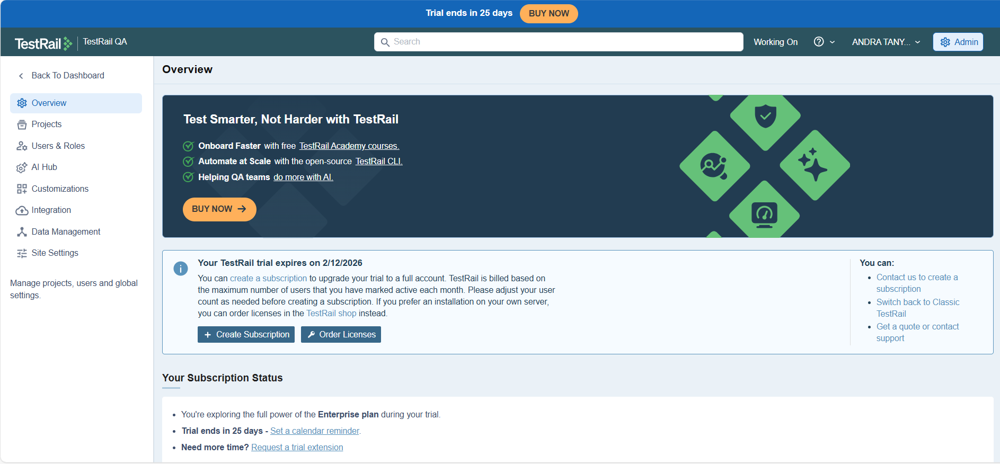 Trial ends in 25 days BUY NOW
TestRail TestRail QA Search Working On ANDRA TANY... Admin
Back To Dashboard
Overview
Projects
Users & Roles
AI Hub
Customizations
Integration
Data Management
Site Settings
Manage projects, users and global
settings.
Overview
Test Smarter, Not Harder with TestRail
Onboard Faster with free TestRail Academy courses.
Automate at Scale with the open-source TestRail CLI.
Helping QA teams do more with AI.
BUY NOW
Your TestRail trial expires on 2/12/2026
You can create a subscription to upgrade your trial to a full account. TestRail is billed based on
the maximum number of users that you have marked active each month. Please adjust your user
count as needed before creating a subscription. If you prefer an installation on your own server,
you can order licenses in the TestRail shop instead.
Create Subscription Order Licenses
You can:
Contact us to create a
subscription
Switch back to Classic
TestRail
Get a quote or contact
support
Your Subscription Status
You're exploring the full power of the Enterprise plan during your trial.
Trial ends in 25 days - Set a calendar reminder.
Need more time? Request a trial extension